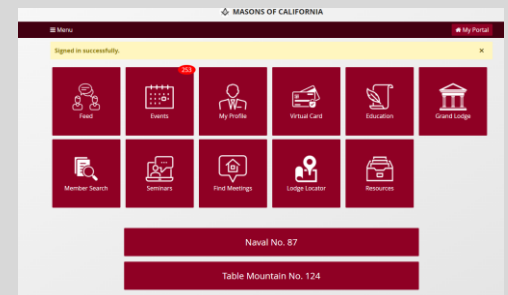 MASONS OF CALIFORNIA
Menu
My Portal
Signed in successfully.
×
253
Feed
Events
My Profile
Virtual Card
Education
Grand Lodge
Member Search
Seminars
Find Meetings
Lodge Locator
Resources
Naval No. 87
Table Mountain No. 124